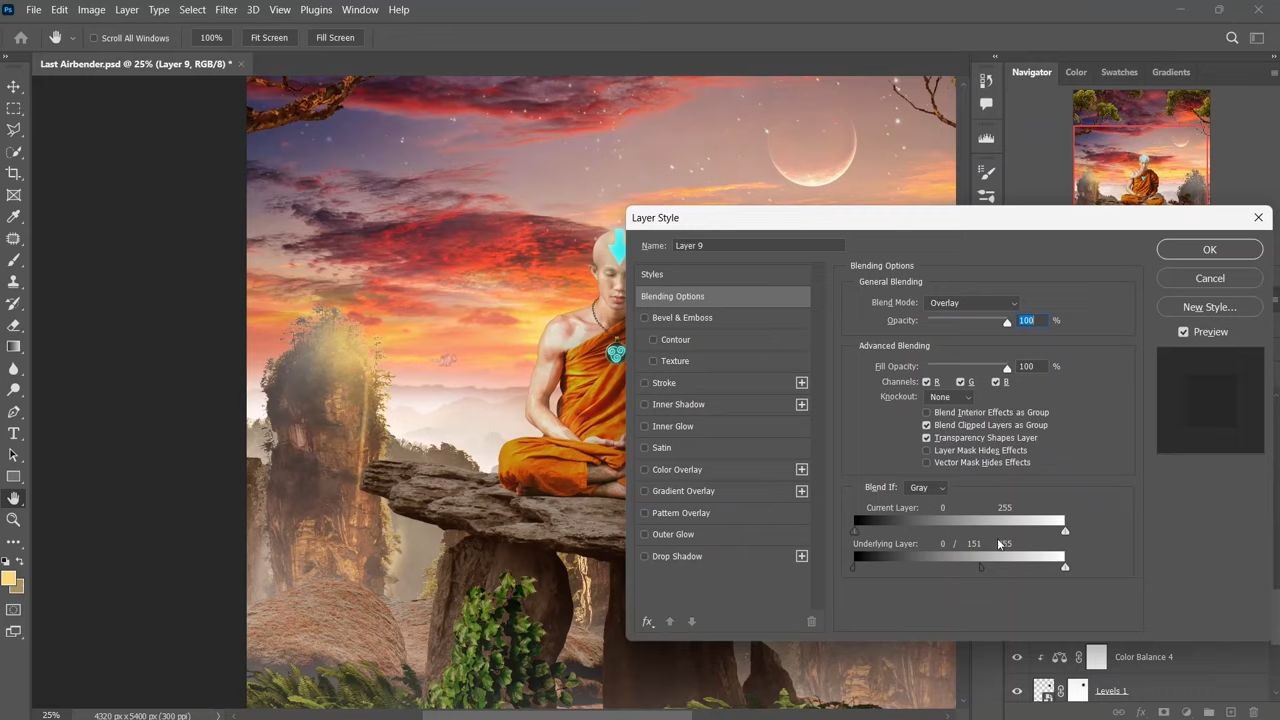 Ps File Edit Image Layer Type Select Filter 3D View Plugins Window Help
Scroll All Windows 100% Fit Screen Fill Screen
Last Airbender.psd @ 25% (Layer 9, RGB/8) *
Navigator Color Swatches Gradients
Layer Style
Name: Layer 9
Styles
Blending Options
Bevel & Emboss
Contour
Texture
Stroke
Inner Shadow
Inner Glow
Satin
Color Overlay
Gradient Overlay
Pattern Overlay
Outer Glow
Drop Shadow
fx
Blending Options
General Blending
Blend Mode: Overlay
Opacity: 100 %
Advanced Blending
Fill Opacity: 100 %
Channels: R G B
Knockout: None
Blend Interior Effects as Group
Blend Clipped Layers as Group
Transparency Shapes Layer
Layer Mask Hides Effects
Vector Mask Hides Effects
Blend If: Gray
Current Layer: 0 255
Underlying Layer: 0 / 151 255
OK
Cancel
New Style...
Preview
Color Balance 4
Levels 1
fx
25% 4320 px x 5400 px (300 ppi)